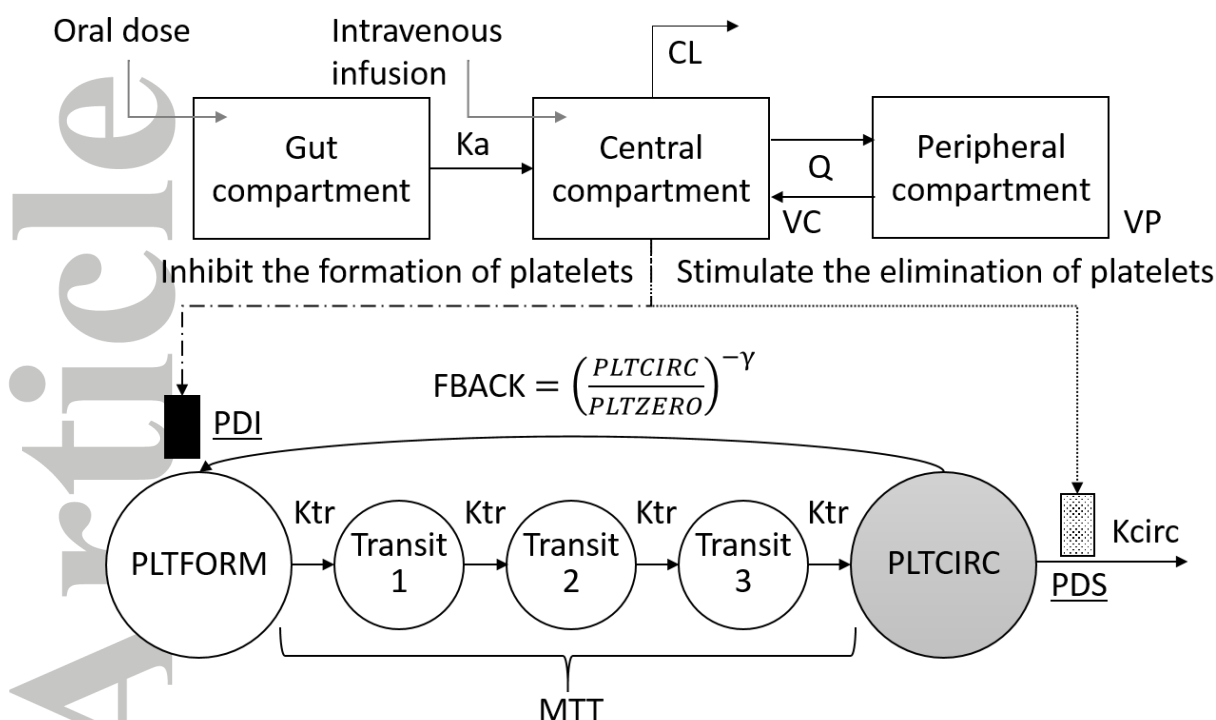 Oral dose
Intravenous
infusion
CL
Gut
compartment
Ka
Central
compartment
Q
Peripheral
compartment
VC
VP
Inhibit the formation of platelets
Stimulate the elimination of platelets
FBACK = (PLTCIRC/PLTZERO)^−γ
PDI
PLTFORM
Ktr
Transit
1
Ktr
Transit
2
Ktr
Transit
3
Ktr
PLTCIRC
Kcirc
PDS
MTT
Article